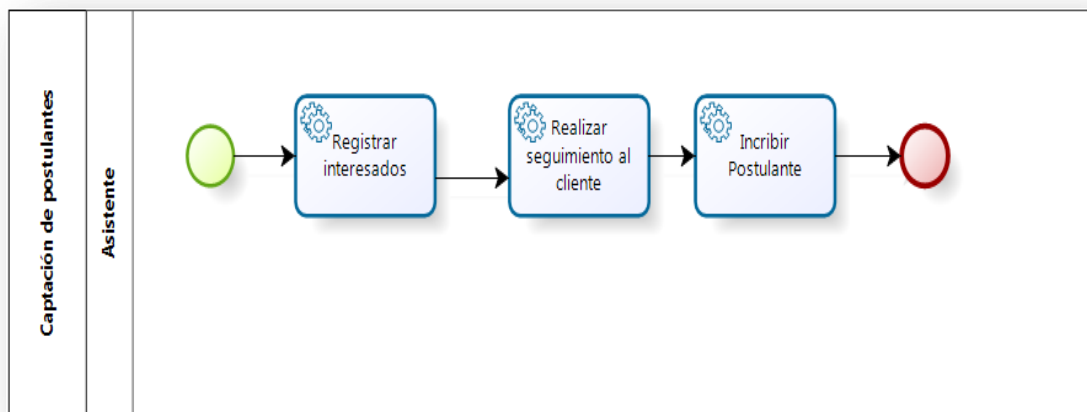 Captación de postulantes
Asistente
Registrar
interesados
Realizar
seguimiento al
cliente
Incribir
Postulante